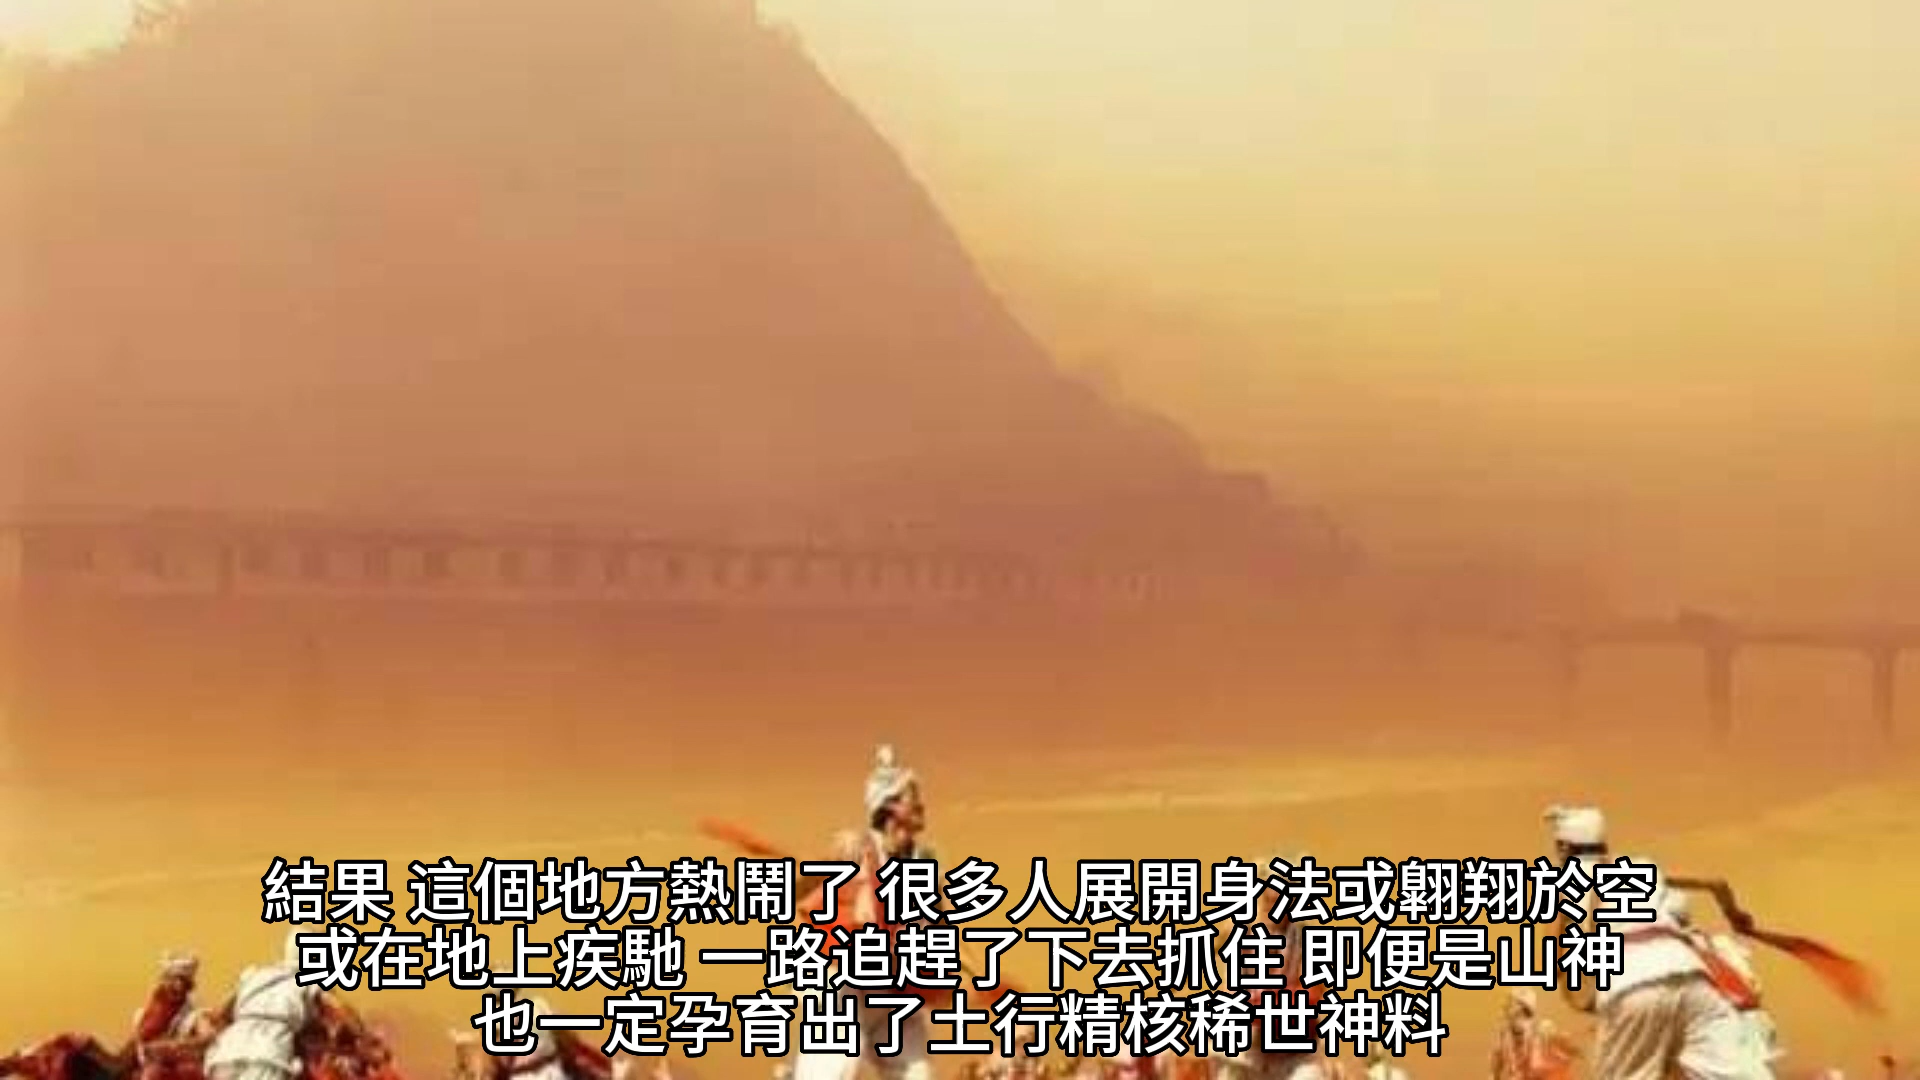 結果 這個地方熱鬧了 很多人展開身法或翱翔於空
或在地上疾馳 一路追趕了下去抓住 即便是山神
也一定孕育出了土行精核稀世神料